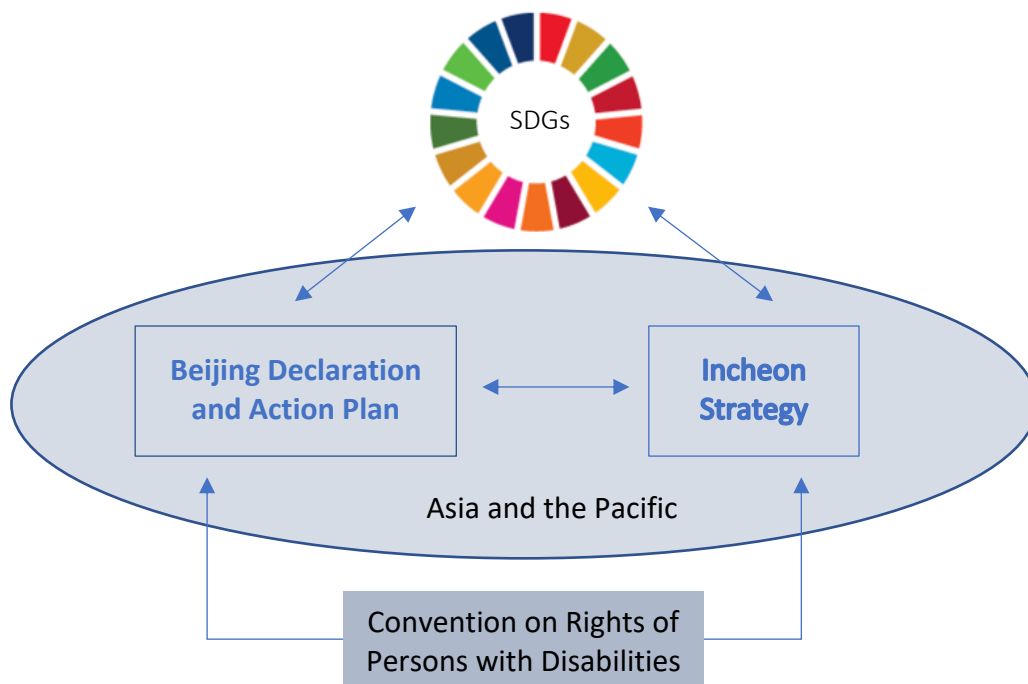 SDGs
Beijing Declaration
and Action Plan
Incheon
Strategy
Asia and the Pacific
Convention on Rights of
Persons with Disabilities